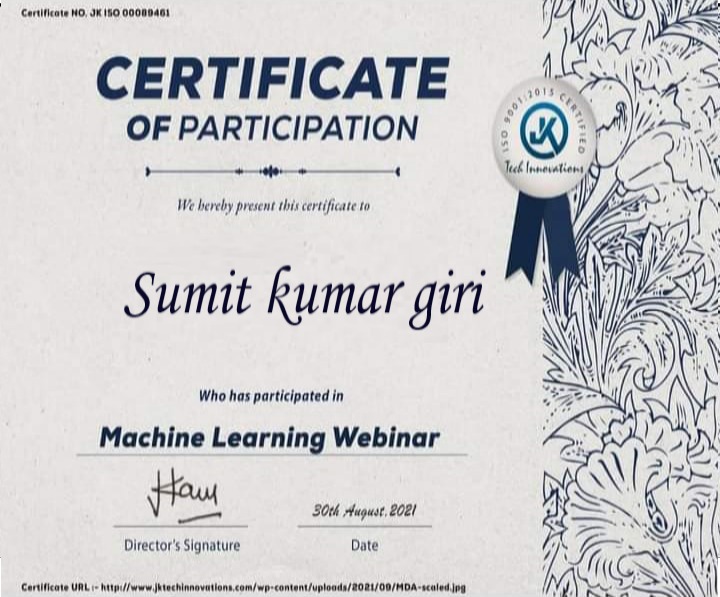 Certificate NO. JK ISO 00089461
CERTIFICATE
OF PARTICIPATION
ISO 9001:2015 CERTIFIED
JK
Tech Innovations
We hereby present this certificate to
Sumit kumar giri
Who has participated in
Machine Learning Webinar
30th August, 2021
Director's Signature
Date
Certificate URL :- http://www.jktechinnovations.com/wp-content/uploads/2021/09/MDA-scaled.jpg